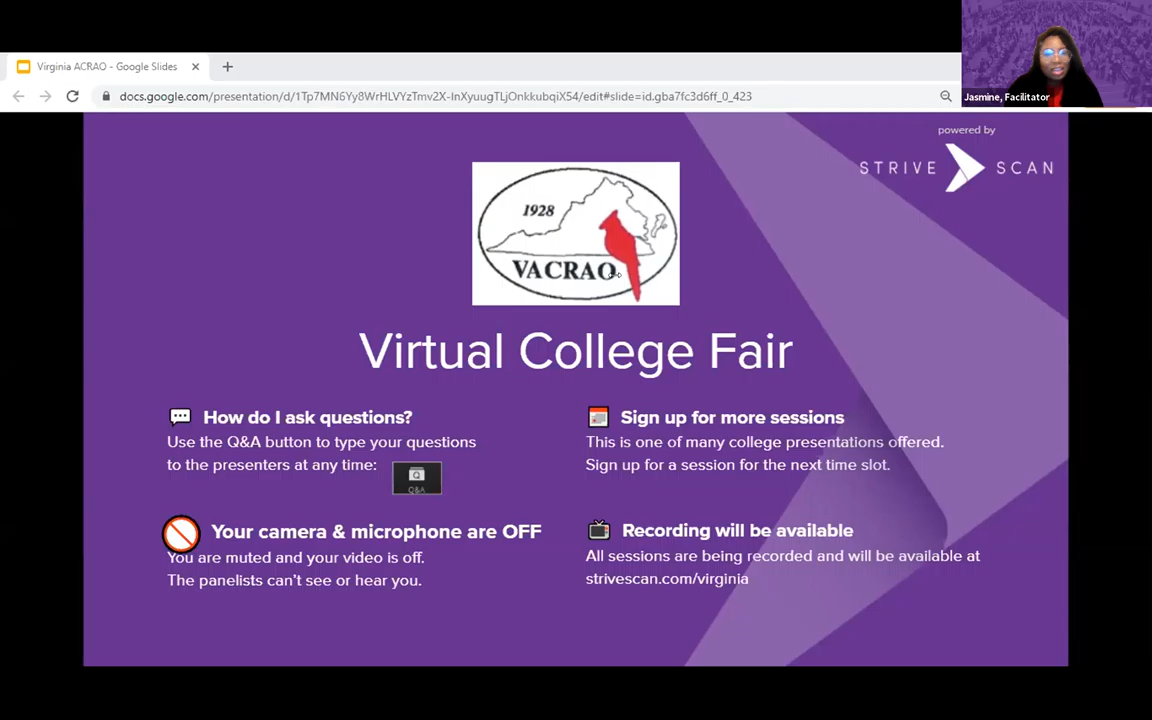 Virginia ACRAO - Google Slides
docs.google.com/presentation/d/1Tp7MN6Yy8WrHLVYzTmv2X-InXyuugTLjOnkkubqiX54/edit#slide=id.gba7fc3d6ff_0_423
Jasmine, Facilitator
powered by
STRIVE SCAN
1928
VACRAO
Virtual College Fair
How do I ask questions?
Use the Q&A button to type your questions
to the presenters at any time:
Q
Q&A
Sign up for more sessions
This is one of many college presentations offered.
Sign up for a session for the next time slot.
Your camera & microphone are OFF
You are muted and your video is off.
The panelists can't see or hear you.
Recording will be available
All sessions are being recorded and will be available at
strivescan.com/virginia